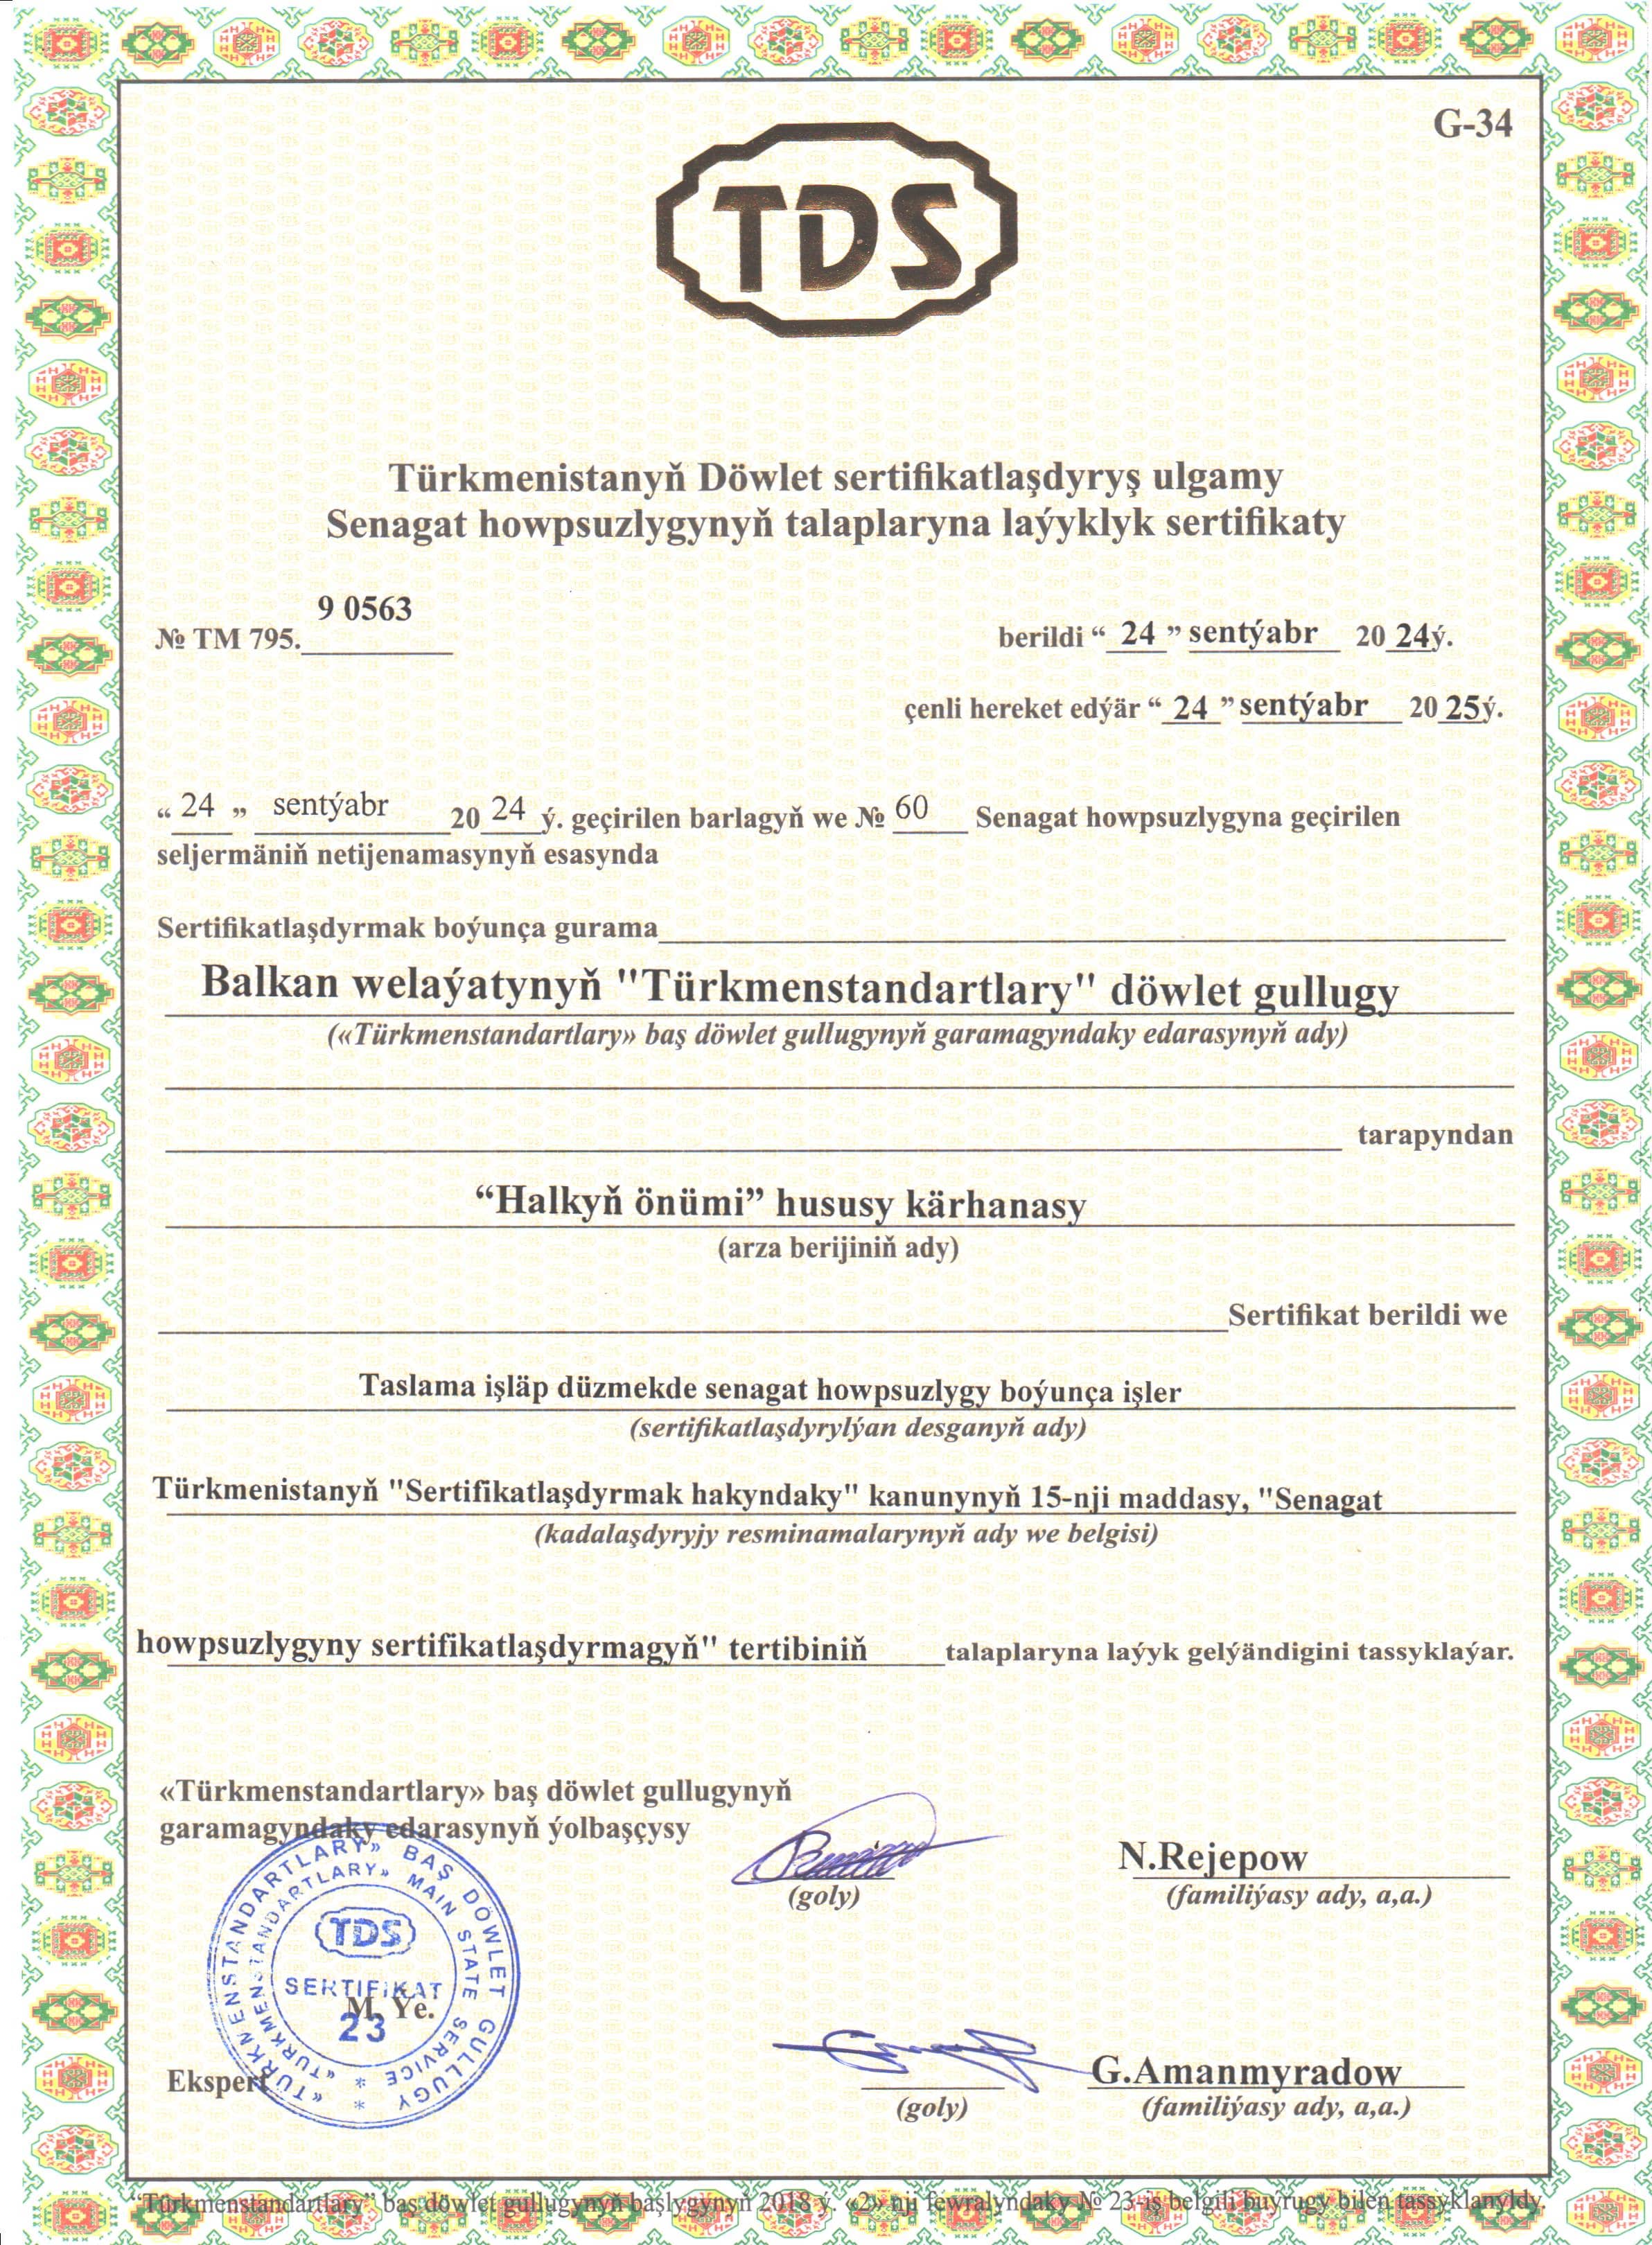 G-34
TDS
Türkmenistanyň Döwlet sertifikatlaşdyryş ulgamy
Senagat howpsuzlygynyň talaplaryna laýyklyk sertifikaty
№ TM 795. 9 0563
berildi “ 24 ” sentýabr 20 24ý.
çenli hereket edýär “ 24 ” sentýabr 20 25ý.
“ 24 „ sentýabr 20 24 ý. geçirilen barlagyň we № 60 Senagat howpsuzlygyna geçirilen
seljermäniň netijenamasynyň esasynda
Sertifikatlaşdyrmak boýunça gurama
Balkan welaýatynyň "Türkmenstandartlary" döwlet gullugy
(«Türkmenstandartlary» baş döwlet gullugynyň garamagyndaky edarasynyň ady)
tarapyndan
“Halkyň önümi” hususy kärhanasy
(arza berijiniň ady)
Sertifikat berildi we
Taslama işläp düzmekde senagat howpsuzlygy boýunça işler
(sertifikatlaşdyrylýan desganyň ady)
Türkmenistanyň "Sertifikatlaşdyrmak hakyndaky" kanunynyň 15-nji maddasy, "Senagat
(kadalaşdyryjy resminamalarynyň ady we belgisi)
howpsuzlygyny sertifikatlaşdyrmagyň" tertibiniň talaplaryna laýyk gelýändigini tassyklaýar.
«Türkmenstandartlary» baş döwlet gullugynyň
garamagyndaky edarasynyň ýolbaşçysy
(goly)
N.Rejepow
(familiýasy ady, a,a.)
«TÜRKMENSTANDARTLARY» BAŞ DÖWLET GULLUGY *
"TURKMENSTANDARTLARY" MAIN STATE SERVICE *
TDS
SERTIFIKAT
M. Ýe.
23
Ekspert
(goly)
G.Amanmyradow
(familiýasy ady, a,a.)
“Türkmenstandartlary” baş döwlet gullugynyň başlygynyň 2018 ý. «2» nji fewralyndaky № 23-iş belgili buýrugy bilen tassyklanyldy.